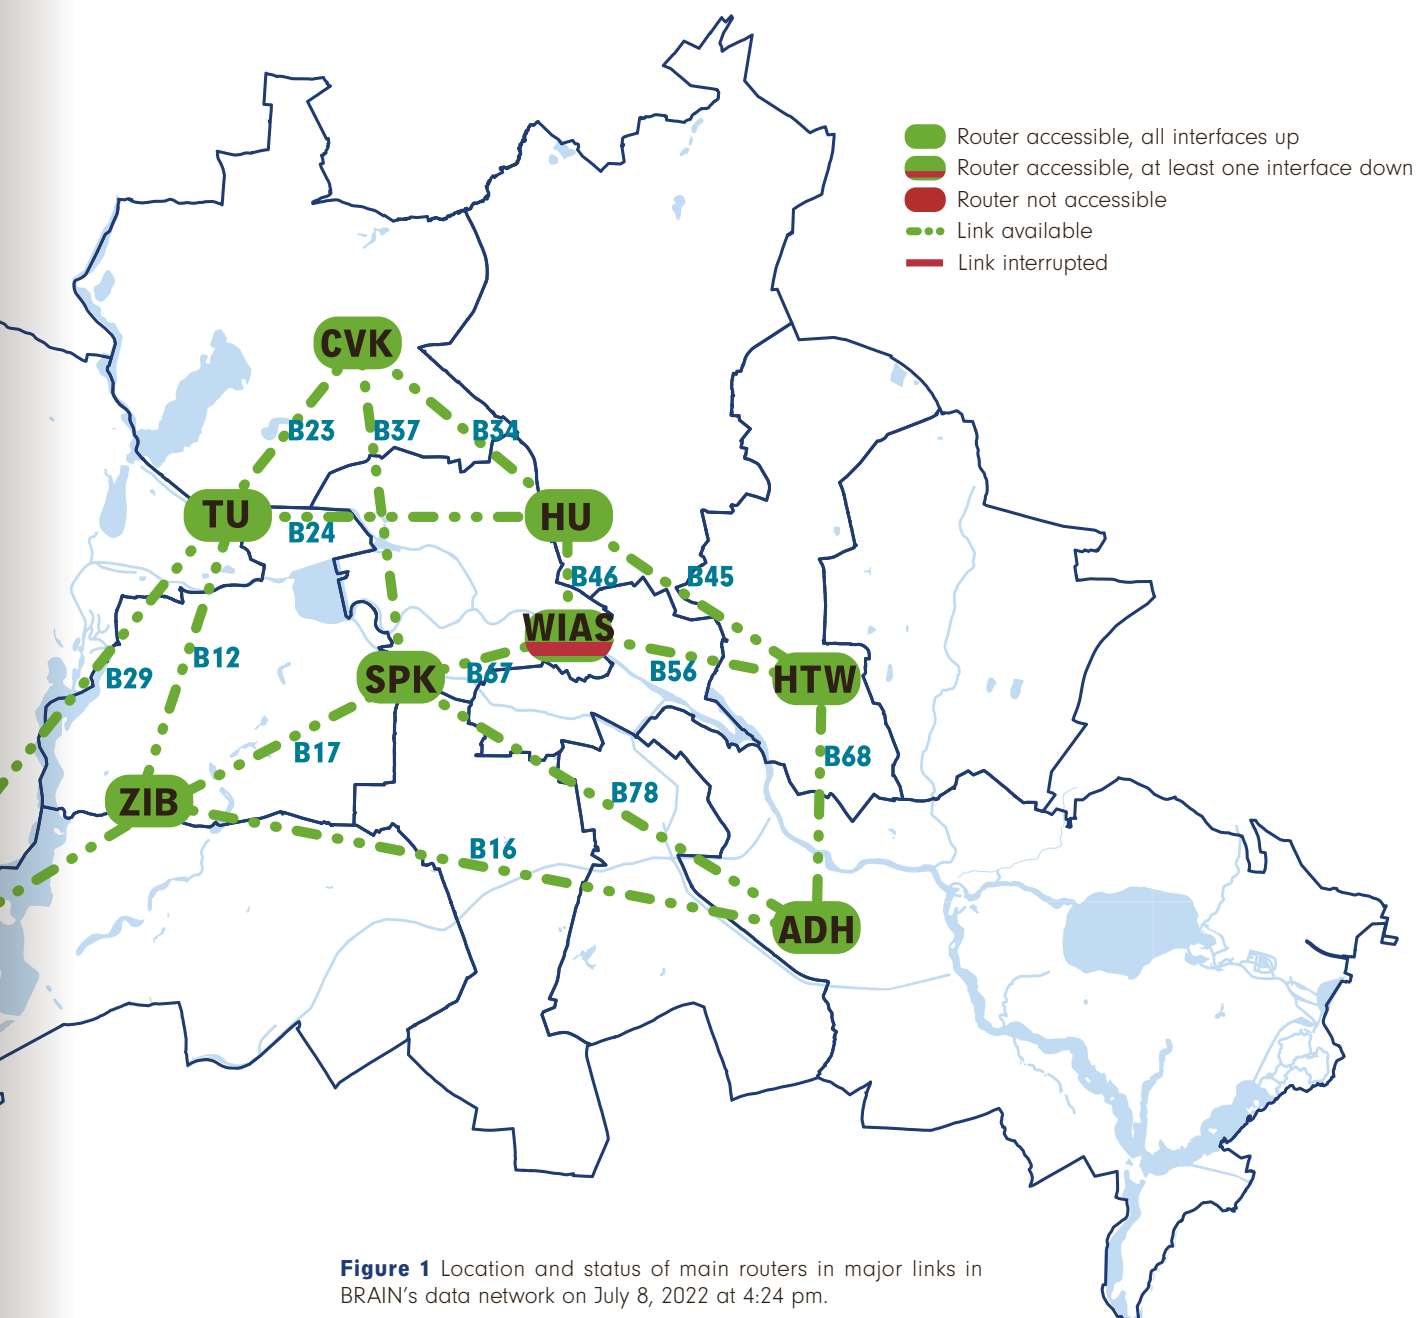 Router accessible, all interfaces up
Router accessible, at least one interface down
Router not accessible
Link available
Link interrupted
CVK
B23
B37
B34
TU
HU
B24
B46
B45
WIAS
B12
B29
SPK
B67
B56
HTW
B17
B68
ZIB
B78
B16
ADH
Figure 1 Location and status of main routers in major links in
BRAIN's data network on July 8, 2022 at 4:24 pm.